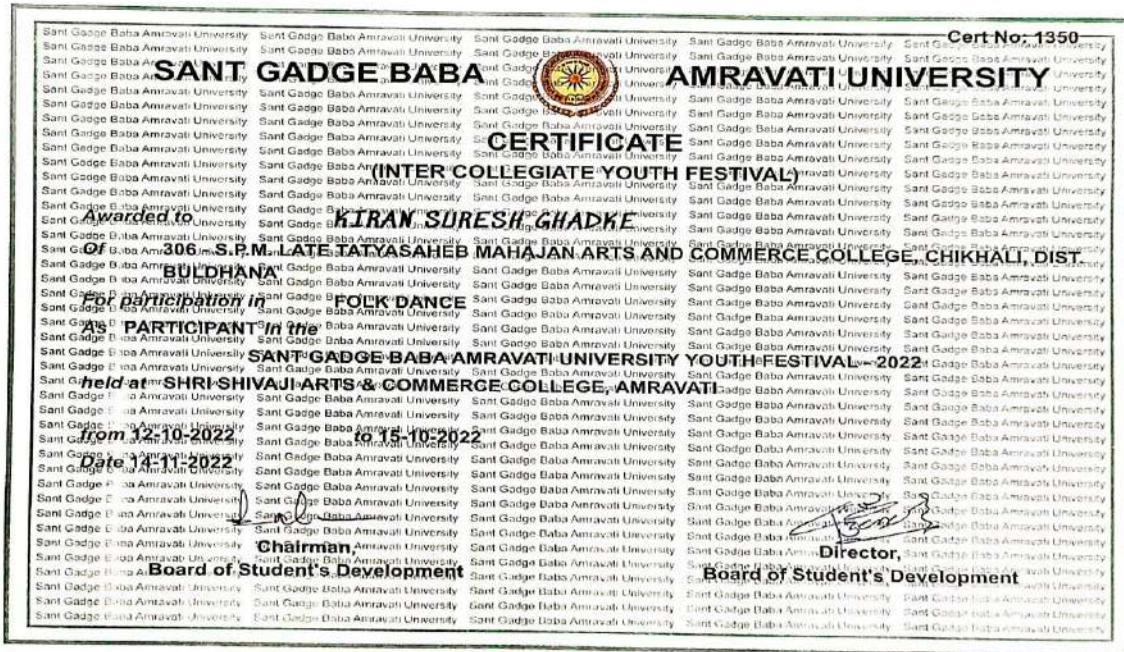 Cert No: 1350
SANT GADGE BABA AMRAVATI UNIVERSITY
CERTIFICATE
(INTER COLLEGIATE YOUTH FESTIVAL)
Awarded to KIRAN SURESH GHADKE
Of 306 - S.P.M. LATE TATYASAHEB MAHAJAN ARTS AND COMMERCE COLLEGE, CHIKHALI, DIST.
BULDHANA
For participation in FOLK DANCE
As PARTICIPANT In the
SANT GADGE BABA AMRAVATI UNIVERSITY YOUTH FESTIVAL - 2022
held at SHRI SHIVAJI ARTS & COMMERCE COLLEGE, AMRAVATI
from 12-10-2022 to 15-10-2022
Date 14-11-2022
Chairman, Director,
Board of Student's Development Board of Student's Development